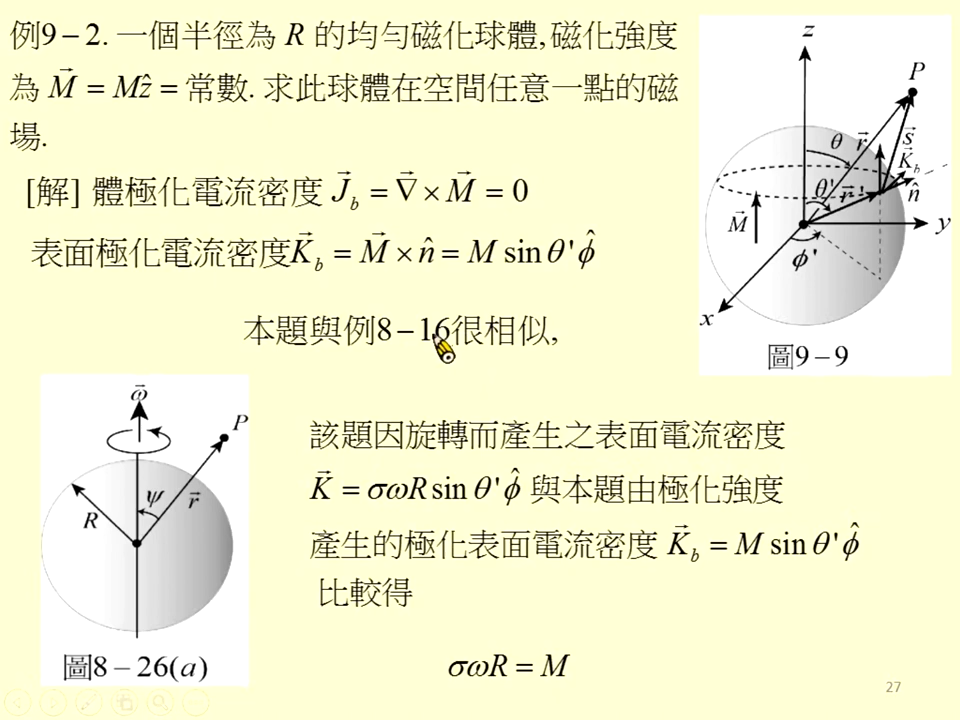 例9－2. 一個半徑為 R 的均勻磁化球體,磁化強度
為 M⃗ = Mẑ = 常數. 求此球體在空間任意一點的磁
場.
[解] 體極化電流密度 J⃗_b = ∇⃗ × M⃗ = 0
表面極化電流密度K⃗_b = M⃗ × n̂ = M sin θ' φ̂
本題與例8－16很相似,
z
P
θ
r⃗
s⃗
K⃗_b
θ'
r⃗'
n̂
M⃗
y
φ'
x
圖9－9
ω⃗
P
ψ
r⃗
R
圖8－26(a)
該題因旋轉而產生之表面電流密度
K⃗ = σωR sin θ' φ̂ 與本題由極化強度
產生的極化表面電流密度 K⃗_b = M sin θ' φ̂
比較得
σωR = M
27